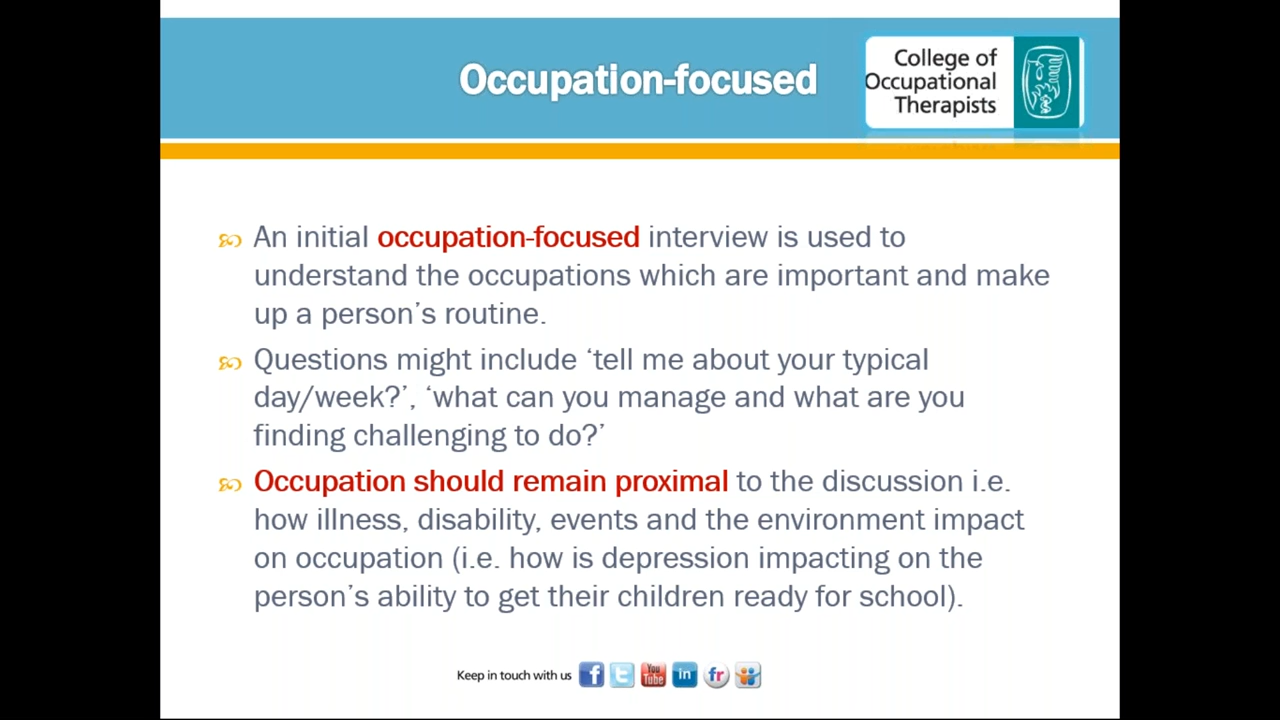 Occupation-focused
College of
Occupational
Therapists
An initial occupation-focused interview is used to
understand the occupations which are important and make
up a person’s routine.
Questions might include ‘tell me about your typical
day/week?’, ‘what can you manage and what are you
finding challenging to do?’
Occupation should remain proximal to the discussion i.e.
how illness, disability, events and the environment impact
on occupation (i.e. how is depression impacting on the
person’s ability to get their children ready for school).
Keep in touch with us f t You Tube in fr